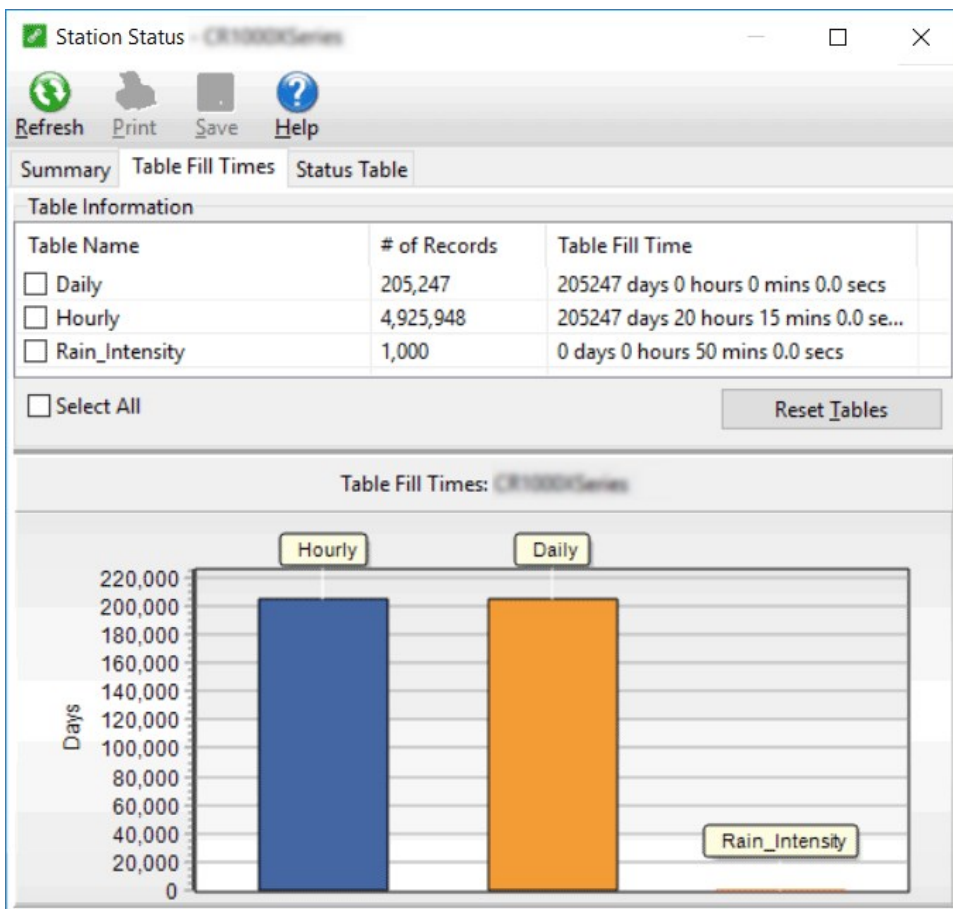 Station Status -
Refresh Print Save Help
Summary Table Fill Times Status Table
Table Information
Table Name # of Records Table Fill Time
Daily 205,247 205247 days 0 hours 0 mins 0.0 secs
Hourly 4,925,948 205247 days 20 hours 15 mins 0.0 se...
Rain_Intensity 1,000 0 days 0 hours 50 mins 0.0 secs
Select All Reset Tables
Table Fill Times:
Hourly Daily
220,000
200,000
180,000
160,000
140,000
120,000
100,000
80,000
60,000
40,000
20,000
0
Days
Rain_Intensity